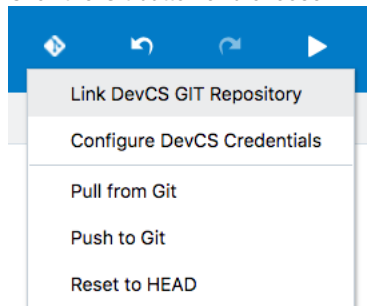 Link DevCS GIT Repository
Configure DevCS Credentials
Pull from Git
Push to Git
Reset to HEAD